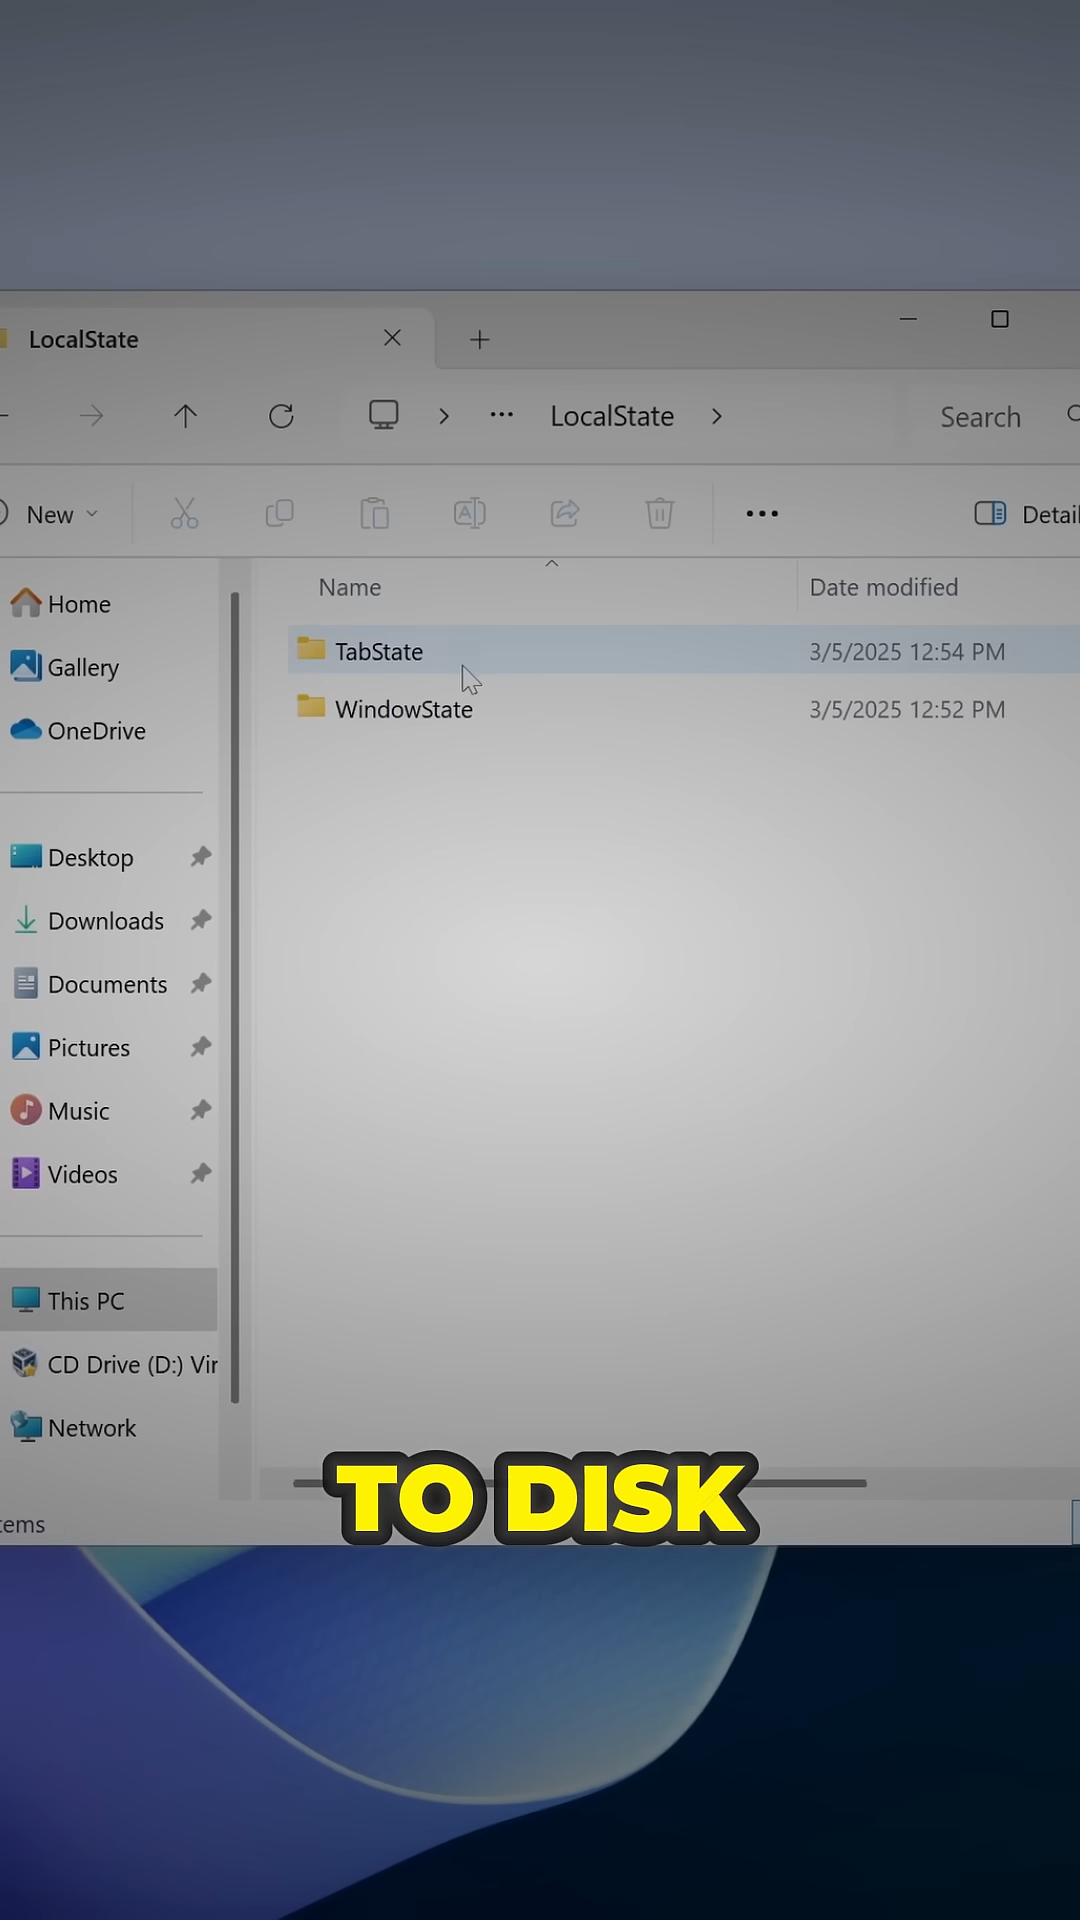 LocalState
LocalState
Search
New
Detail
Name
Date modified
Home
TabState
3/5/2025 12:54 PM
Gallery
WindowState
3/5/2025 12:52 PM
OneDrive
Desktop
Downloads
Documents
Pictures
Music
Videos
This PC
CD Drive (D:) Vir
Network
TO DISK
tems